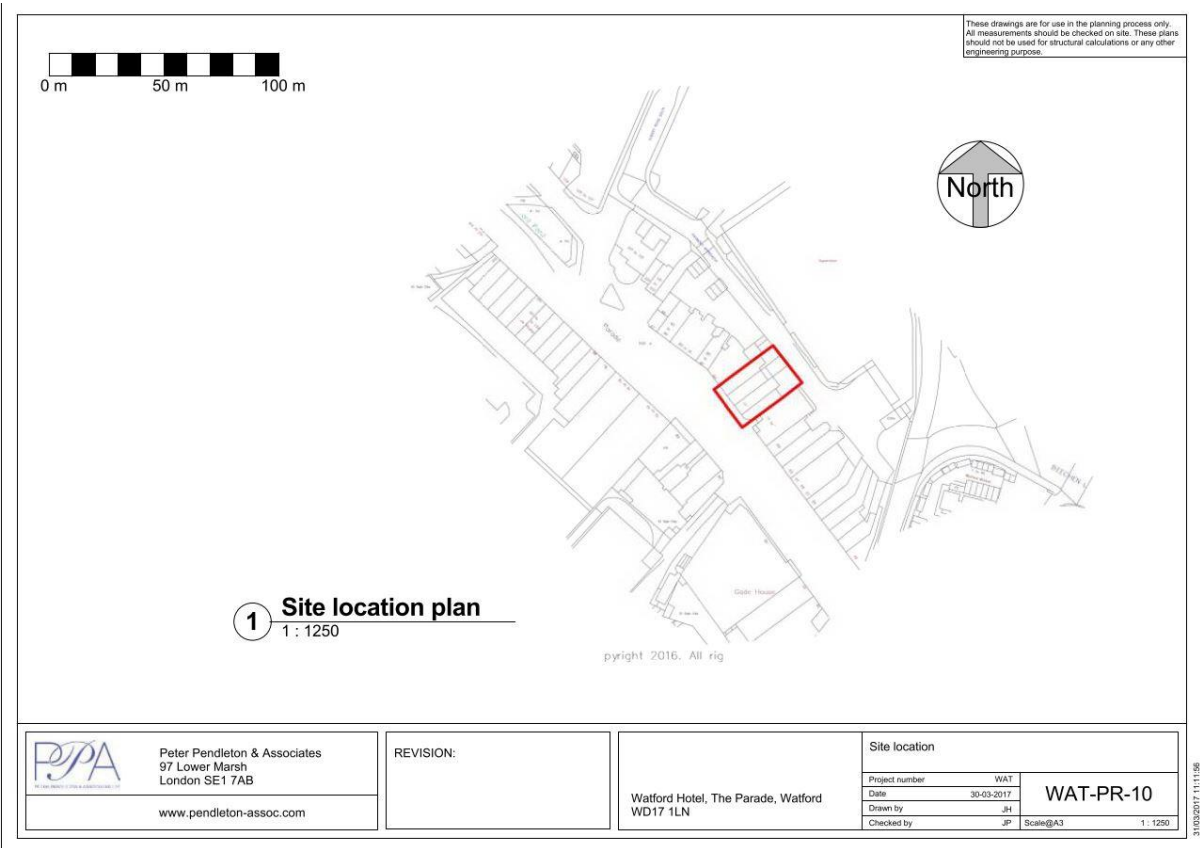 These drawings are for use in the planning process only.
All measurements should be checked on site. These plans
should not be used for structural calculations or any other
engineering purpose.
0 m 50 m 100 m
North
Parade
Gade House
BEECHEN
1 Site location plan
1 : 1250
pyright 2016. All rig
PPA
Peter Pendleton & Associates
97 Lower Marsh
London SE1 7AB
www.pendleton-assoc.com
REVISION:
Watford Hotel, The Parade, Watford
WD17 1LN
Site location
Project number WAT
Date 30-03-2017
Drawn by JH
Checked by JP
WAT-PR-10
Scale@A3 1 : 1250
31/03/2017 11:11:56